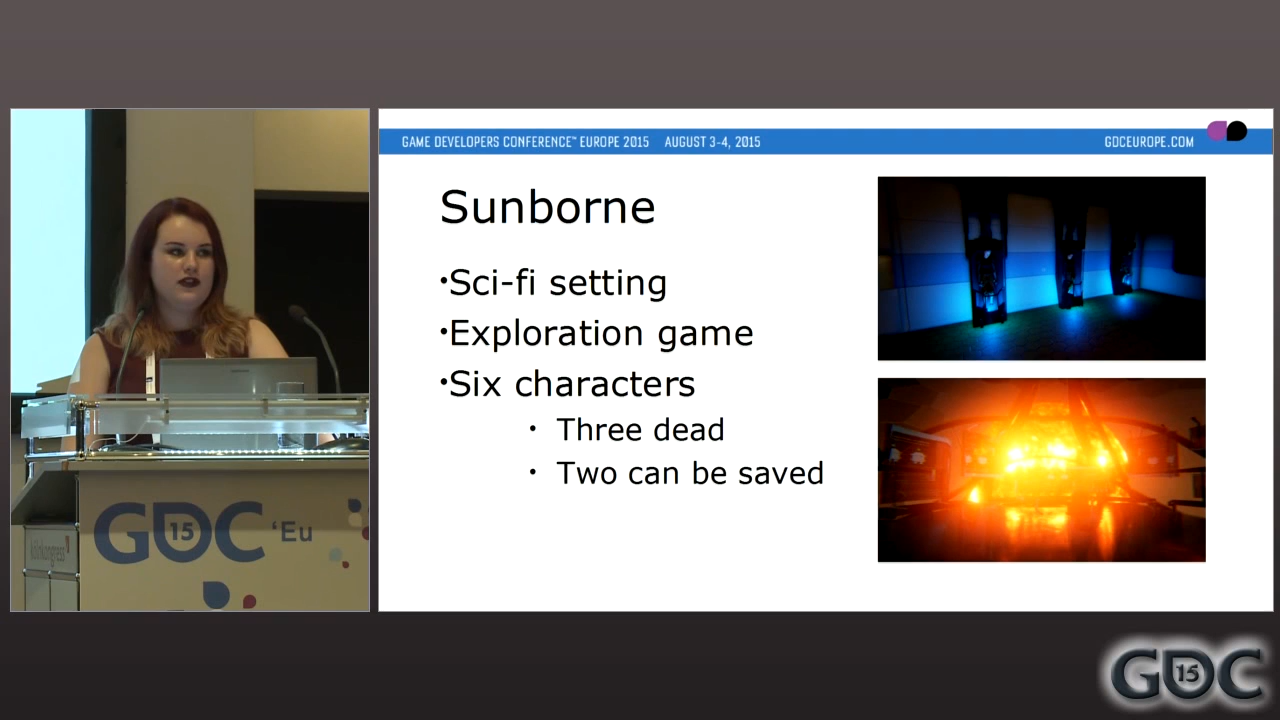 GAME DEVELOPERS CONFERENCE™ EUROPE 2015 AUGUST 3-4, 2015 GDCEUROPE.COM
Sunborne
•Sci-fi setting
•Exploration game
•Six characters
• Three dead
• Two can be saved
GDC 15 'Eu
GDC 15